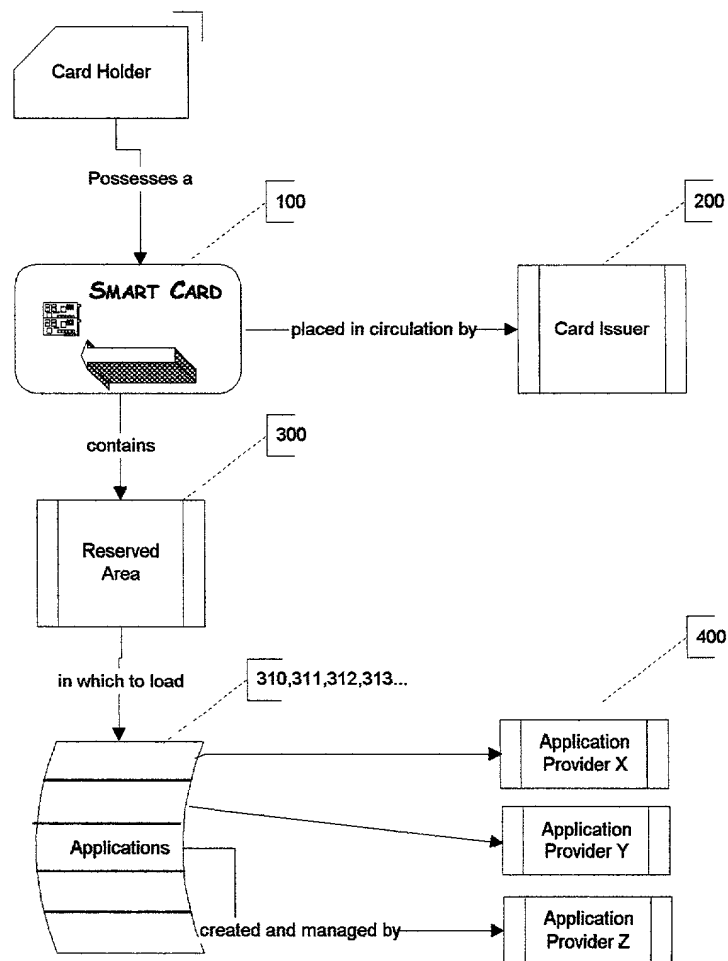 Card Holder
Possesses a
100
200
SMART CARD
placed in circulation by
Card Issuer
contains
300
Reserved
Area
400
in which to load
310,311,312,313...
Application
Provider X
Application
Provider Y
Applications
created and managed by
Application
Provider Z